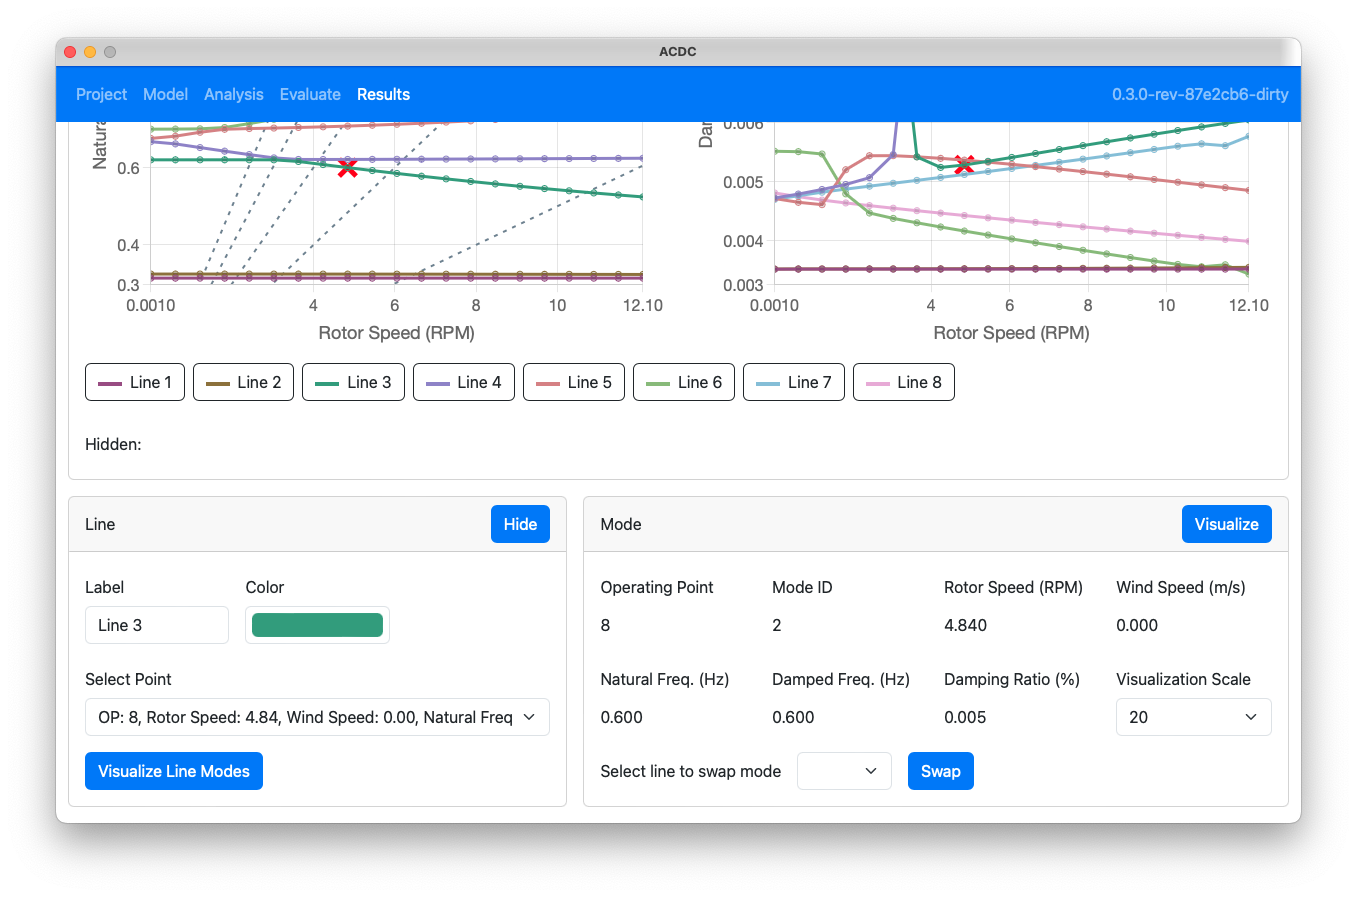 ACDC
Project Model Analysis Evaluate Results 0.3.0-rev-87e2cb6-dirty
0.006
0.6
0.005
0.4
0.004
0.3
0.003
0.0010 4 6 8 10 12.10
0.0010 4 6 8 10 12.10
Rotor Speed (RPM)
Rotor Speed (RPM)
Line 1 Line 2 Line 3 Line 4 Line 5 Line 6 Line 7 Line 8
Hidden:
Line Hide
Mode Visualize
Label Color
Line 3
Select Point
OP: 8, Rotor Speed: 4.84, Wind Speed: 0.00, Natural Freq
Visualize Line Modes
Operating Point Mode ID Rotor Speed (RPM) Wind Speed (m/s)
8 2 4.840 0.000
Natural Freq. (Hz) Damped Freq. (Hz) Damping Ratio (%) Visualization Scale
0.600 0.600 0.005 20
Select line to swap mode Swap